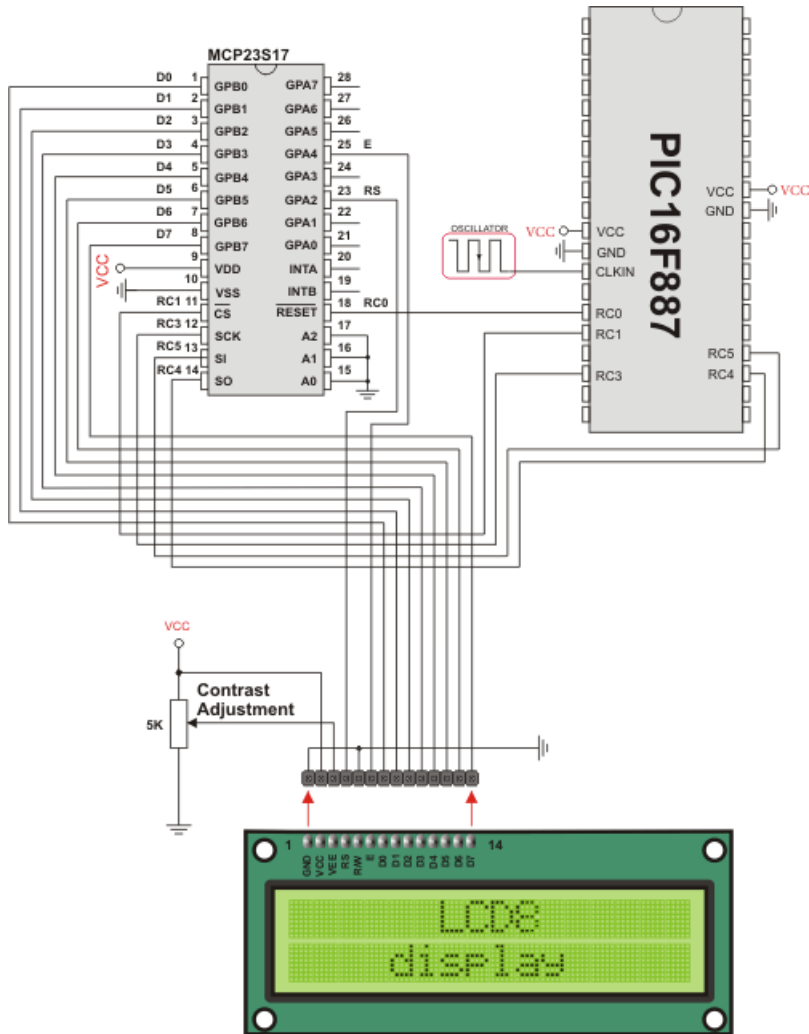 MCP23S17
D0 1 GPB0 GPA7 28
D1 2 GPB1 GPA6 27
D2 3 GPB2 GPA5 26
D3 4 GPB3 GPA4 25 E
D4 5 GPB4 GPA3 24
D5 6 GPB5 GPA2 23 RS
D6 7 GPB6 GPA1 22
D7 8 GPB7 GPA0 21
VCC 9 VDD INTA 20
10 VSS INTB 19
RC1 11 CS RESET 18 RC0
RC3 12 SCK A2 17
RC5 13 SI A1 16
RC4 14 SO A0 15
PIC16F887
VCC VCC
GND
VCC VCC
OSCILLATOR
GND
CLKIN
RC0
RC1
RC5
RC3 RC4
VCC
Contrast
Adjustment
5K
1 14
GND VCC VEE RS R/W E D0 D1 D2 D3 D4 D5 D6 D7
LCD8
display